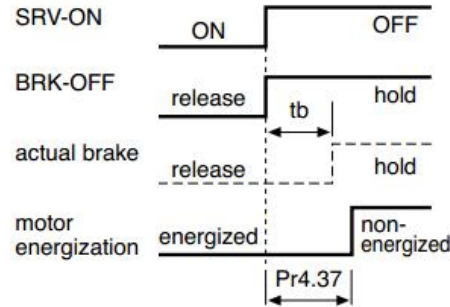 SRV-ON
ON
OFF
BRK-OFF
release
hold
tb
actual brake
release
hold
motor
energization
energized
non-
energized
Pr4.37